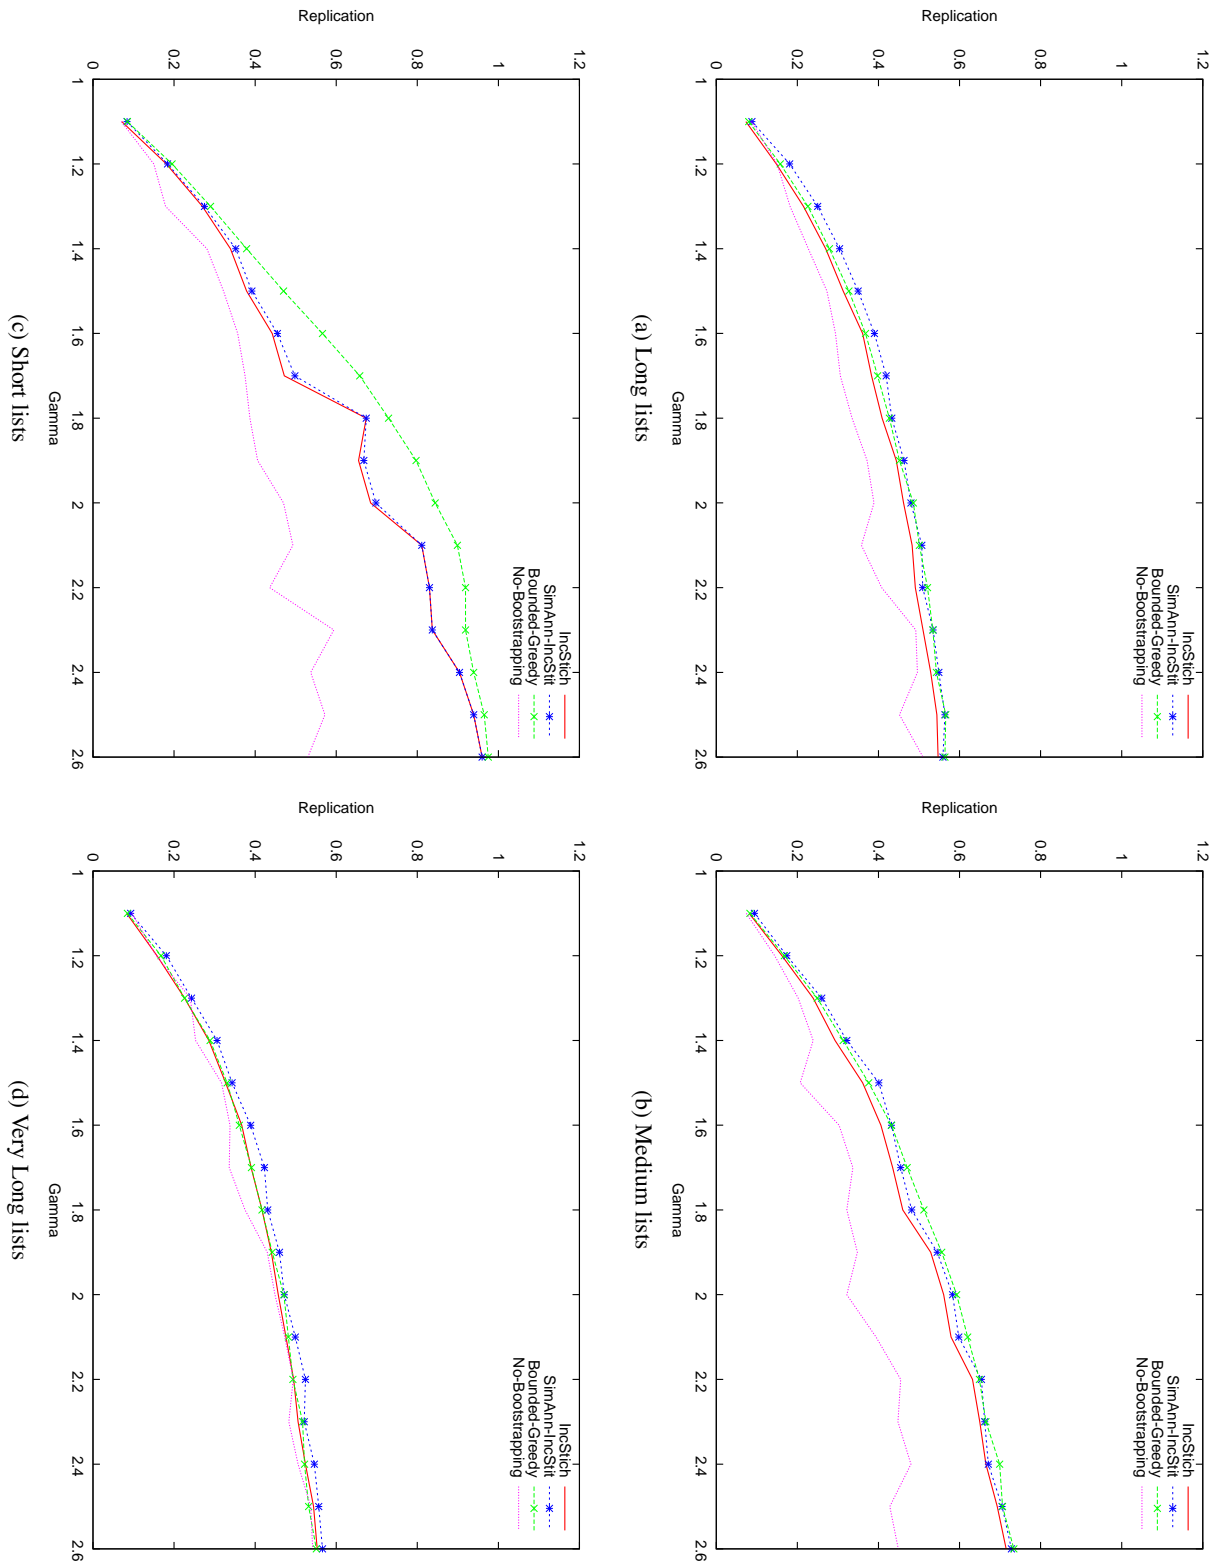 0
0.2
0.4
0.6
0.8
1
1.2
1
1.2
1.4
1.6
1.8
2
2.2
2.4
2.6
Replication
Gamma
IncStich
SimAnn-IncStit
Bounded-Greedy
No-Bootstrapping
(a) Long lists
0
0.2
0.4
0.6
0.8
1
1.2
1
1.2
1.4
1.6
1.8
2
2.2
2.4
2.6
Replication
Gamma
IncStich
SimAnn-IncStit
Bounded-Greedy
No-Bootstrapping
(b) Medium lists
0
0.2
0.4
0.6
0.8
1
1.2
1
1.2
1.4
1.6
1.8
2
2.2
2.4
2.6
Replication
Gamma
IncStich
SimAnn-IncStit
Bounded-Greedy
No-Bootstrapping
(c) Short lists
0
0.2
0.4
0.6
0.8
1
1.2
1
1.2
1.4
1.6
1.8
2
2.2
2.4
2.6
Replication
Gamma
IncStich
SimAnn-IncStit
Bounded-Greedy
No-Bootstrapping
(d) Very Long lists